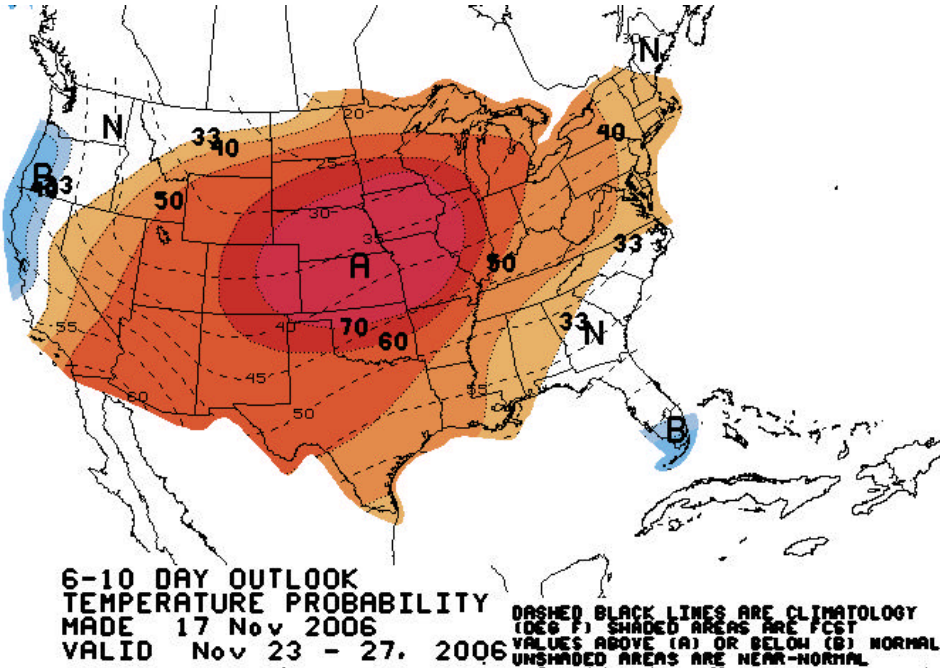 30
N
20
N
33
40
40
B
40 33
25
50
30
35
33
A
50
40
70
33
N
55
60
45
55
60
50
B
6-10 DAY OUTLOOK
TEMPERATURE PROBABILITY
MADE 17 Nov 2006
VALID Nov 23 - 27, 2006
DASHED BLACK LINES ARE CLIMATOLOGY
(DEG F) SHADED AREAS ARE FCST
VALUES ABOVE (A) OR BELOW (B) NORMAL
UNSHADED AREAS ARE NEAR-NORMAL